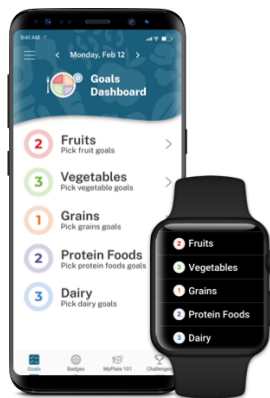 9:41 AM
Monday, Feb 12
Goals
Dashboard
2
Fruits
Pick fruit goals
3
Vegetables
Pick vegetable goals
1
Grains
Pick grains goals
2
Protein Foods
Pick protein foods goals
3
Dairy
Pick dairy goals
Goals
Badges
MyPlate 101
Challenges
2 Fruits
3 Vegetables
1 Grains
2 Protein Foods
3 Dairy